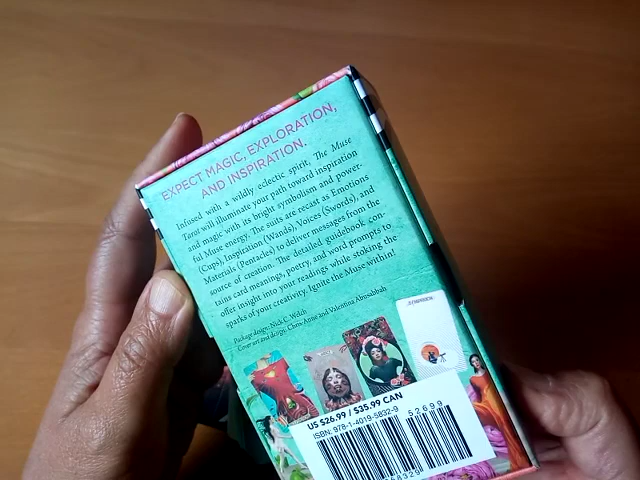 EXPECT MAGIC, EXPLORATION,
AND INSPIRATION.
Infused with a wildly eclectic spirit, The Muse
Tarot will illuminate your path toward inspiration
and magic with its bright symbolism and power-
ful Muse energy. The suits are recast as Emotions
(Cups), Inspiration (Wands), Voices (Swords), and
Materials (Pentacles) to deliver messages from the
source of creation. The detailed guidebook con-
tains card meanings, poetry, and word prompts to
offer insight into your readings while stoking the
sparks of your creativity. Ignite the Muse within!
Package design: Nick C. Welch
Cover art and design: Chris-Anne and Valentina Abusabbah
US $26.99 / $35.99 CAN
ISBN: 978-1-4019-5832-9
52699
58329